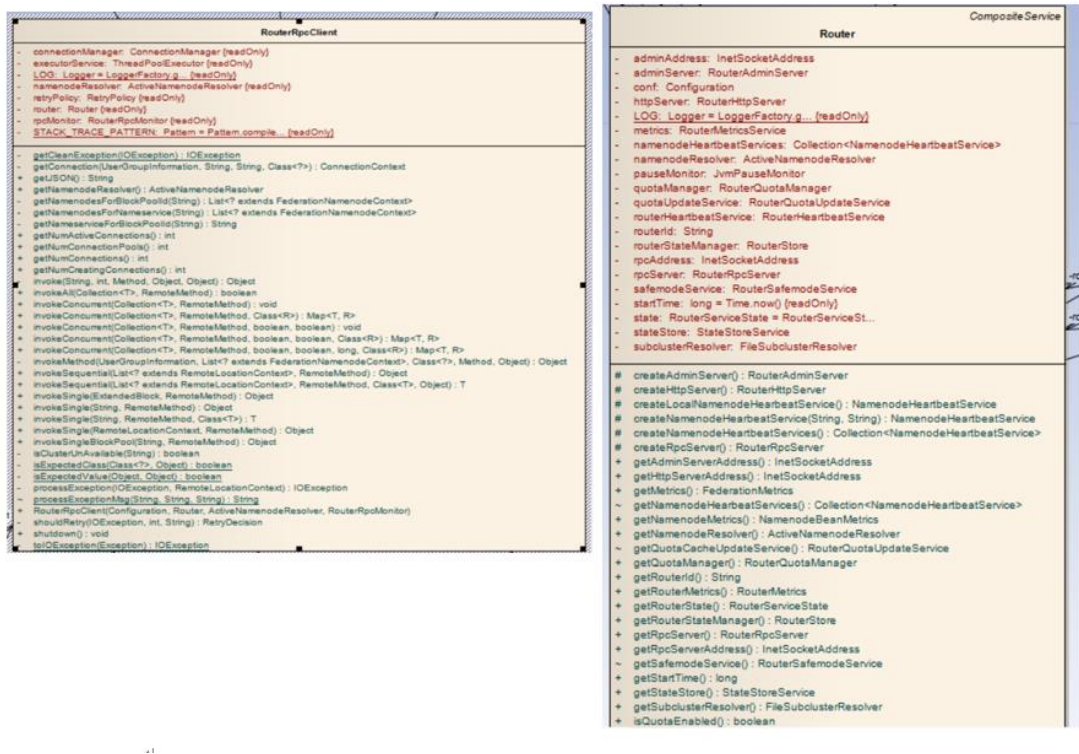 RouterRpcClient
- connectionManager: ConnectionManager {readOnly}
- executorService: ThreadPoolExecutor {readOnly}
- LOG: Logger = LoggerFactory.g... {readOnly}
- namenodeResolver: ActiveNamenodeResolver {readOnly}
- retryPolicy: RetryPolicy {readOnly}
- router: Router {readOnly}
- rpcMonitor: RouterRpcMonitor {readOnly}
- STACK_TRACE_PATTERN: Pattern = Pattern.compile... {readOnly}
- getCleanException(IOException) : IOException
- getConnection(UserGroupInformation, String, String, Class<?>) : ConnectionContext
+ getJSON() : String
+ getNamenodeResolver() : ActiveNamenodeResolver
- getNamenodesForBlockPoolId(String) : List<? extends FederationNamenodeContext>
- getNamenodesForNameservice(String) : List<? extends FederationNamenodeContext>
- getNameserviceForBlockPoolId(String) : String
+ getNumActiveConnections() : int
+ getNumConnectionPools() : int
+ getNumConnections() : int
+ getNumCreatingConnections() : int
- invoke(String, int, Method, Object, Object) : Object
+ invokeAll(Collection<T>, RemoteMethod) : boolean
+ invokeConcurrent(Collection<T>, RemoteMethod) : void
+ invokeConcurrent(Collection<T>, RemoteMethod, Class<R>) : Map<T, R>
+ invokeConcurrent(Collection<T>, RemoteMethod, boolean, boolean) : void
+ invokeConcurrent(Collection<T>, RemoteMethod, boolean, boolean, Class<R>) : Map<T, R>
+ invokeConcurrent(Collection<T>, RemoteMethod, boolean, boolean, long, Class<R>) : Map<T, R>
- invokeMethod(UserGroupInformation, List<? extends FederationNamenodeContext>, Class<?>, Method, Object) : Object
+ invokeSequential(List<? extends RemoteLocationContext>, RemoteMethod) : Object
+ invokeSequential(List<? extends RemoteLocationContext>, RemoteMethod, Class<T>, Object) : T
+ invokeSingle(ExtendedBlock, RemoteMethod) : Object
+ invokeSingle(String, RemoteMethod) : Object
+ invokeSingle(String, RemoteMethod, Class<T>) : T
+ invokeSingle(RemoteLocationContext, RemoteMethod) : Object
+ invokeSingleBlockPool(String, RemoteMethod) : Object
- isClusterUnAvailable(String) : boolean
- isExpectedClass(Class<?>, Object) : boolean
- isExpectedValue(Object, Object) : boolean
- processException(IOException, RemoteLocationContext) : IOException
~ processExceptionMsg(String, String, String) : String
+ RouterRpcClient(Configuration, Router, ActiveNamenodeResolver, RouterRpcMonitor)
- shouldRetry(IOException, int, String) : RetryDecision
+ shutdown() : void
toIOException(Exception) : IOException
CompositeService
Router
- adminAddress: InetSocketAddress
- adminServer: RouterAdminServer
- conf: Configuration
- httpServer: RouterHttpServer
- LOG: Logger = LoggerFactory.g... {readOnly}
- metrics: RouterMetricsService
- namenodeHeartbeatServices: Collection<NamenodeHeartbeatService>
- namenodeResolver: ActiveNamenodeResolver
- pauseMonitor: JvmPauseMonitor
- quotaManager: RouterQuotaManager
- quotaUpdateService: RouterQuotaUpdateService
- routerHeartbeatService: RouterHeartbeatService
- routerId: String
- routerStateManager: RouterStore
- rpcAddress: InetSocketAddress
- rpcServer: RouterRpcServer
- safemodeService: RouterSafemodeService
- startTime: long = Time.now() {readOnly}
- state: RouterServiceState = RouterServiceSt...
- stateStore: StateStoreService
- subclusterResolver: FileSubclusterResolver
# createAdminServer() : RouterAdminServer
# createHttpServer() : RouterHttpServer
# createLocalNamenodeHearbeatService() : NamenodeHeartbeatService
# createNamenodeHearbeatService(String, String) : NamenodeHeartbeatService
# createNamenodeHearbeatServices() : Collection<NamenodeHeartbeatService>
# createRpcServer() : RouterRpcServer
+ getAdminServerAddress() : InetSocketAddress
+ getHttpServerAddress() : InetSocketAddress
+ getMetrics() : FederationMetrics
~ getNamenodeHearbeatServices() : Collection<NamenodeHeartbeatService>
+ getNamenodeMetrics() : NamenodeBeanMetrics
+ getNamenodeResolver() : ActiveNamenodeResolver
~ getQuotaCacheUpdateService() : RouterQuotaUpdateService
+ getQuotaManager() : RouterQuotaManager
+ getRouterId() : String
+ getRouterMetrics() : RouterMetrics
+ getRouterState() : RouterServiceState
+ getRouterStateManager() : RouterStore
+ getRpcServer() : RouterRpcServer
+ getRpcServerAddress() : InetSocketAddress
~ getSafemodeService() : RouterSafemodeService
+ getStartTime() : long
+ getStateStore() : StateStoreService
+ getSubclusterResolver() : FileSubclusterResolver
+ isQuotaEnabled() : boolean